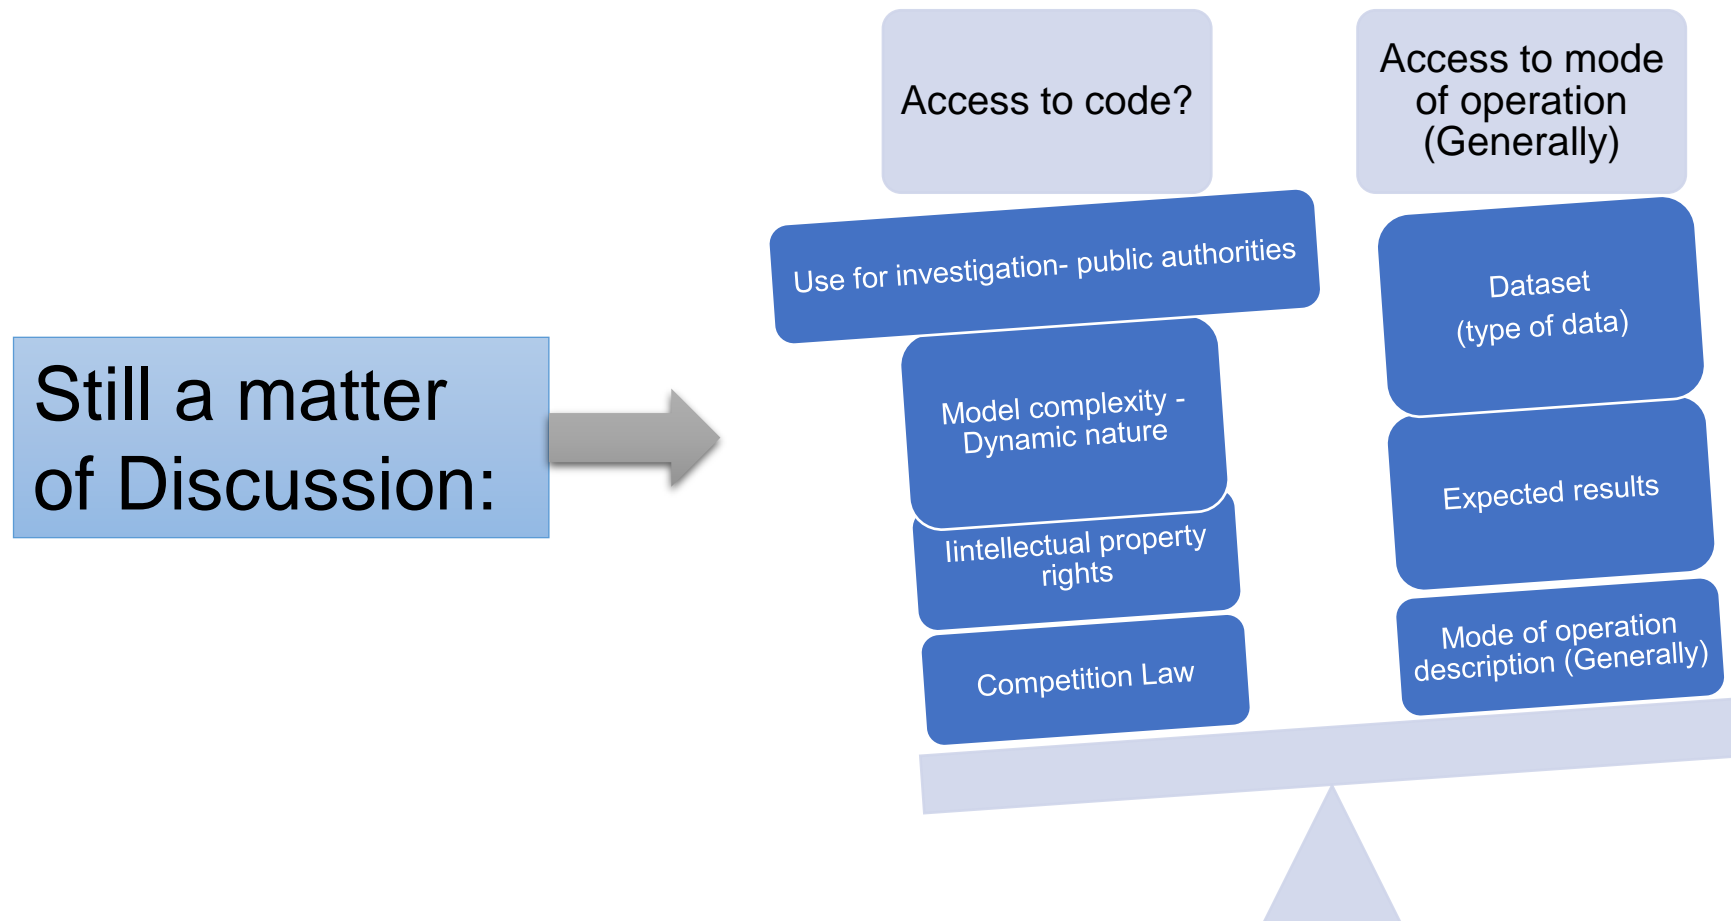 Still a matter
of Discussion:
Access to code?
Use for investigation- public authorities
Model complexity -
Dynamic nature
Iintellectual property
rights
Competition Law
Access to mode
of operation
(Generally)
Dataset
(type of data)
Expected results
Mode of operation
description (Generally)